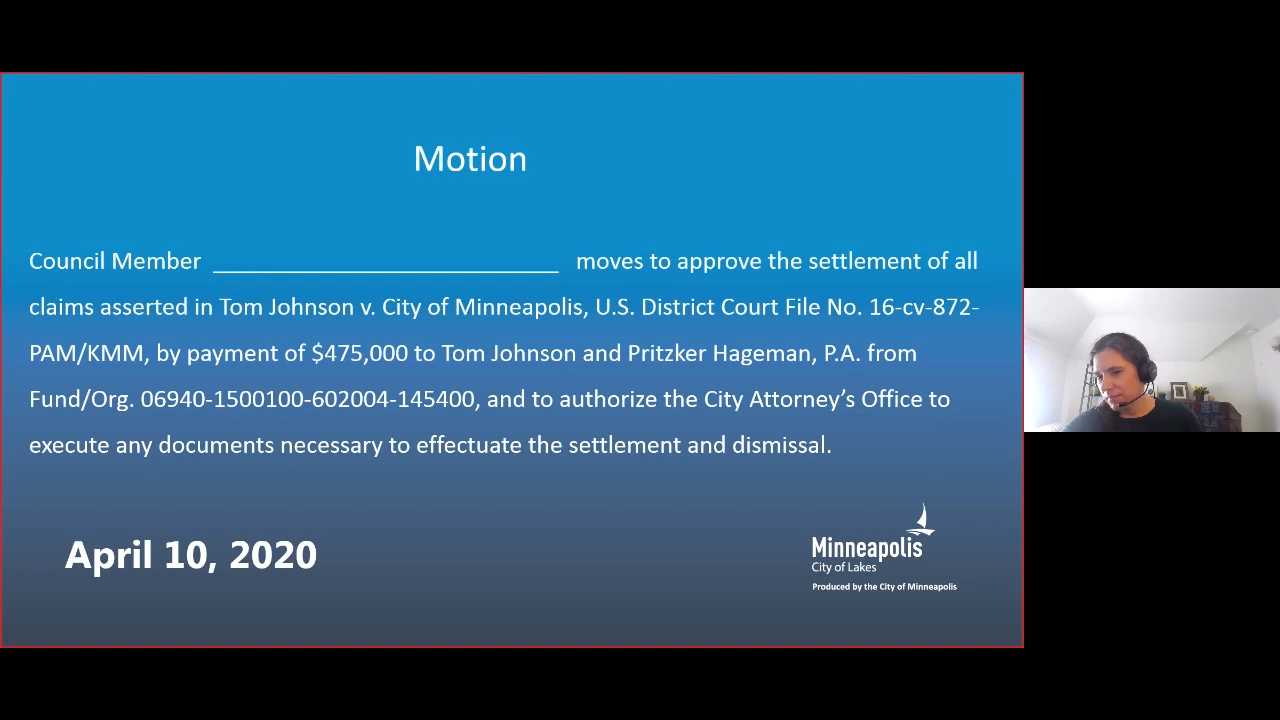 Motion
Council Member ____________________________ moves to approve the settlement of all
claims asserted in Tom Johnson v. City of Minneapolis, U.S. District Court File No. 16-cv-872-
PAM/KMM, by payment of $475,000 to Tom Johnson and Pritzker Hageman, P.A. from
Fund/Org. 06940-1500100-602004-145400, and to authorize the City Attorney’s Office to
execute any documents necessary to effectuate the settlement and dismissal.
April 10, 2020
Minneapolis
City of Lakes
Produced by the City of Minneapolis